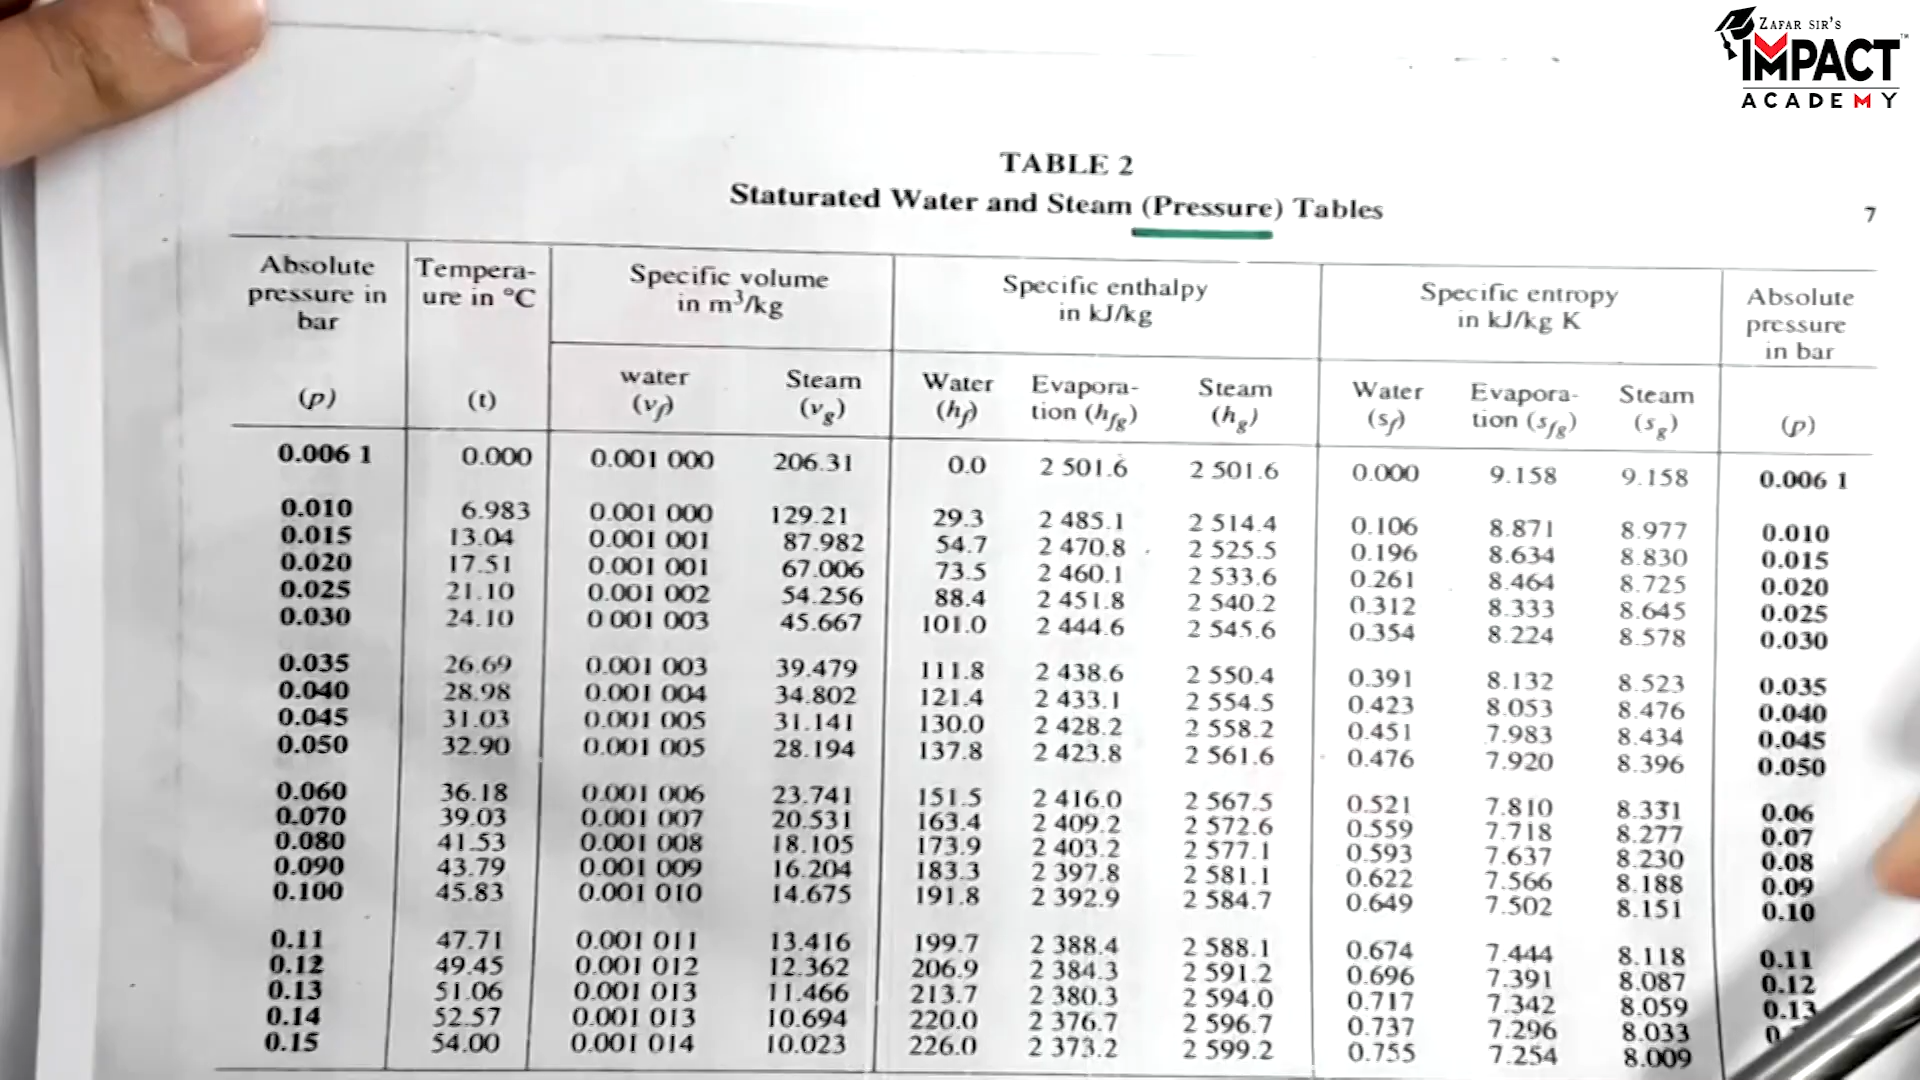 ZAFAR SIR'S
IMPACT™
ACADEMY
TABLE 2
Staturated Water and Steam (Pressure) Tables
7
Absolute pressure in bar (p) | Tempera-ure in °C (t) | Specific volume in m³/kg | Specific enthalpy in kJ/kg | Specific entropy in kJ/kg K | Absolute pressure in bar (p)
water (vf) | Steam (vg) | Water (hf) | Evapora-tion (hfg) | Steam (hg) | Water (sf) | Evapora-tion (sfg) | Steam (sg)
0.006 1 0.000 0.001 000 206.31 0.0 2 501.6 2 501.6 0.000 9.158 9.158 0.006 1
0.010 6.983 0.001 000 129.21 29.3 2 485.1 2 514.4 0.106 8.871 8.977 0.010
0.015 13.04 0.001 001 87.982 54.7 2 470.8 2 525.5 0.196 8.634 8.830 0.015
0.020 17.51 0.001 001 67.006 73.5 2 460.1 2 533.6 0.261 8.464 8.725 0.020
0.025 21.10 0.001 002 54.256 88.4 2 451.8 2 540.2 0.312 8.333 8.645 0.025
0.030 24.10 0 001 003 45.667 101.0 2 444.6 2 545.6 0.354 8.224 8.578 0.030
0.035 26.69 0.001 003 39.479 111.8 2 438.6 2 550.4 0.391 8.132 8.523 0.035
0.040 28.98 0.001 004 34.802 121.4 2 433.1 2 554.5 0.423 8.053 8.476 0.040
0.045 31.03 0.001 005 31.141 130.0 2 428.2 2 558.2 0.451 7.983 8.434 0.045
0.050 32.90 0.001 005 28.194 137.8 2 423.8 2 561.6 0.476 7.920 8.396 0.050
0.060 36.18 0.001 006 23.741 151.5 2 416.0 2 567.5 0.521 7.810 8.331 0.06
0.070 39.03 0.001 007 20.531 163.4 2 409.2 2 572.6 0.559 7.718 8.277 0.07
0.080 41.53 0.001 008 18.105 173.9 2 403.2 2 577.1 0.593 7.637 8.230 0.08
0.090 43.79 0.001 009 16.204 183.3 2 397.8 2 581.1 0.622 7.566 8.188 0.09
0.100 45.83 0.001 010 14.675 191.8 2 392.9 2 584.7 0.649 7.502 8.151 0.10
0.11 47.71 0.001 011 13.416 199.7 2 388.4 2 588.1 0.674 7.444 8.118 0.11
0.12 49.45 0.001 012 12.362 206.9 2 384.3 2 591.2 0.696 7.391 8.087 0.12
0.13 51.06 0.001 013 11.466 213.7 2 380.3 2 594.0 0.717 7.342 8.059 0.13
0.14 52.57 0.001 013 10.694 220.0 2 376.7 2 596.7 0.737 7.296 8.033
0.15 54.00 0.001 014 10.023 226.0 2 373.2 2 599.2 0.755 7.254 8.009